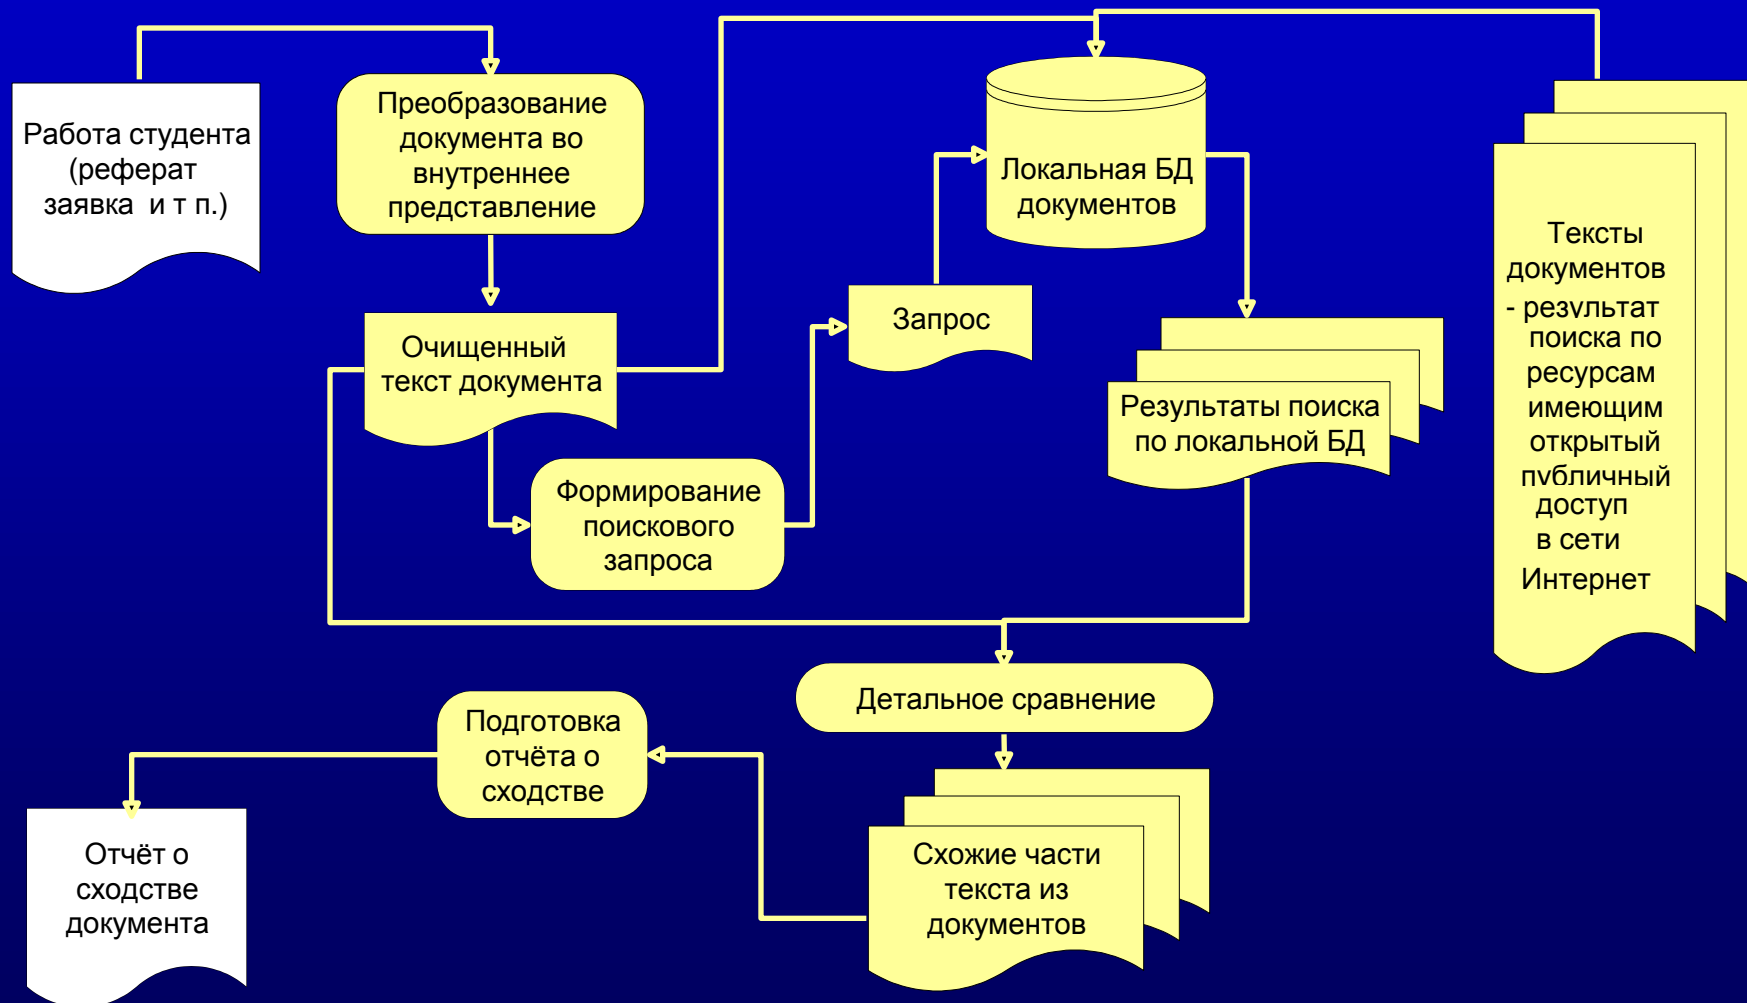 Работа студента
(реферат
заявка и т п.)
Преобразование
документа во
внутреннее
представление
Локальная БД
документов
Тексты
документов
- результат
поиска по
ресурсам
имеющим
открытый
публичный
доступ
в сети
Интернет
Очищенный
текст документа
Запрос
Результаты поиска
по локальной БД
Формирование
поискового
запроса
Детальное сравнение
Подготовка
отчёта о
сходстве
Отчёт о
сходстве
документа
Схожие части
текста из
документов